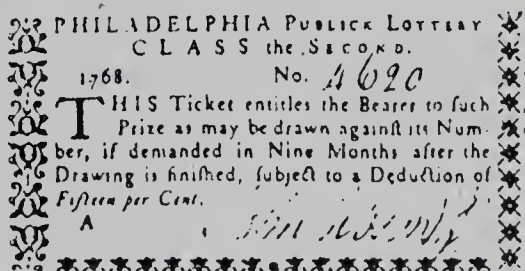 PHILADELPHIA PUBLICK LOTTERY
CLASS the SECOND.
1768. No. 4620
THIS Ticket entitles the Bearer to ſuch
Prize as may be drawn againſt its Num-
ber, if demanded in Nine Months after the
Drawing is finiſhed, ſubject to a Deduction of
Fifteen per Cent.
A